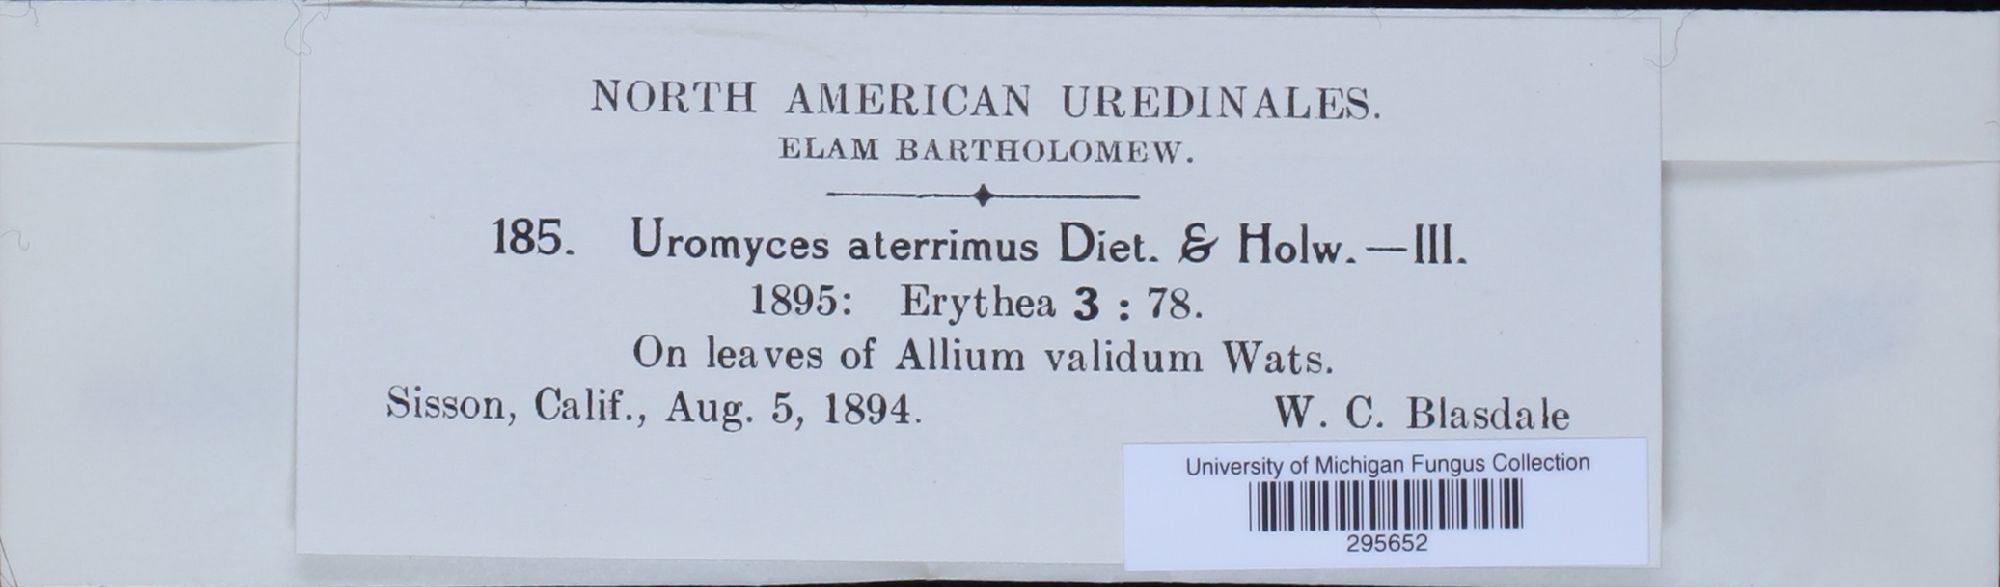 NORTH AMERICAN UREDINALES.
ELAM BARTHOLOMEW.
185. Uromyces aterrimus Diet. & Holw.—III.
1895: Erythea 3 : 78.
On leaves of Allium validum Wats.
Sisson, Calif., Aug. 5, 1894. W. C. Blasdale
University of Michigan Fungus Collection
295652